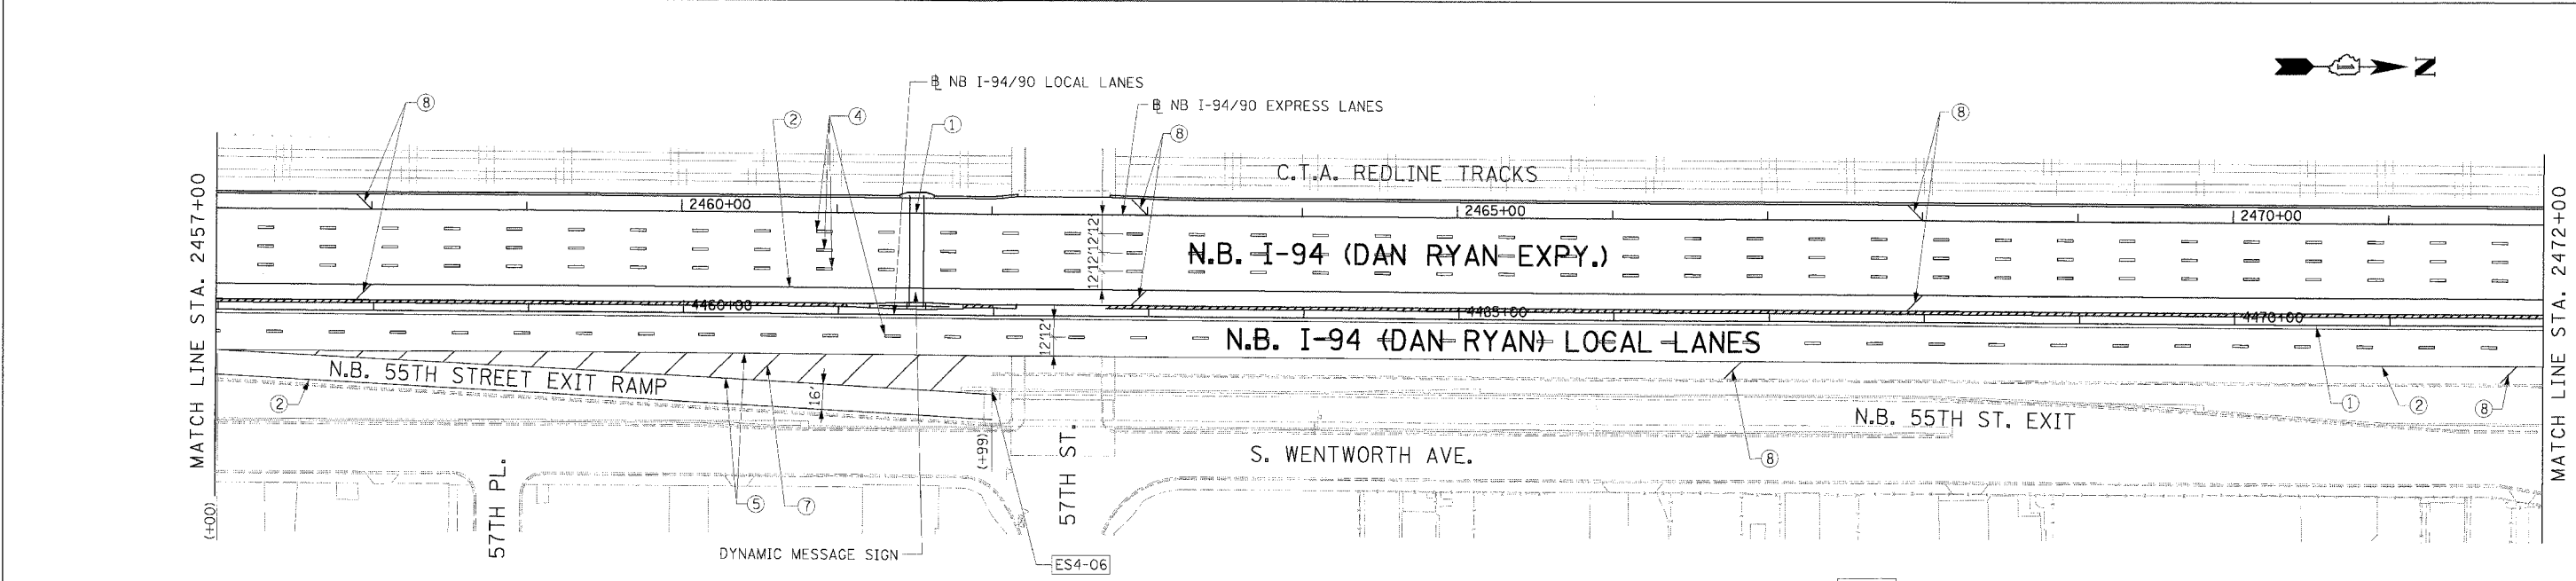 N
℄ NB I-94/90 LOCAL LANES
℄ NB I-94/90 EXPRESS LANES
8
2
4
1
8
8
C.T.A. REDLINE TRACKS
2460+00
2465+00
2470+00
MATCH LINE STA. 2457+00
MATCH LINE STA. 2472+00
12'12'12'12'
N.B. I-94 (DAN RYAN EXPY.)
4460+00
4465+00
4470+00
12'12'
N.B. I-94 (DAN RYAN) LOCAL LANES
N.B. 55TH STREET EXIT RAMP
16'
2
1
2
8
N.B. 55TH ST. EXIT
(+99)
S. WENTWORTH AVE.
8
57TH PL.
57TH ST.
5
7
(+00)
DYNAMIC MESSAGE SIGN
ES4-06